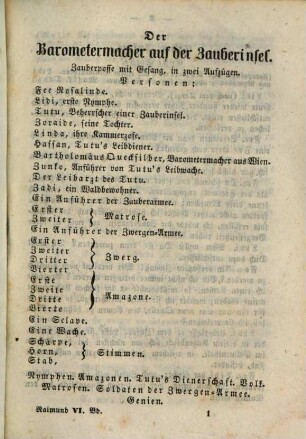 Der
Barometermacher auf der Zauberinsel.
Zauberposse mit Gesang, in zwei Aufzügen.
Personen:
Fee Rosalinde.
Lidi, erste Nymphe.
Tutu, Beherrscher einer Zauberinsel.
Zoraide, seine Tochter.
Linda, ihre Kammerzofe.
Hassan, Tutu's Leibdiener.
Bartholomäus Quecksilber, Barometermacher aus Wien.
Zunko, Anführer von Tutu's Leibwache.
Der Leibarzt des Tutu.
Zadi, ein Waldbewohner.
Ein Anführer der Zauberarmee.
Erster
Zweiter } Matrose.
Ein Anführer der Zwergen-Armee.
Erster
Zweiter
Dritter
Vierter } Zwerg.
Erste
Zweite
Dritte
Vierte } Amazone.
Ein Sclave.
Eine Wache.
Schärpe,
Horn,
Stab, } Stimmen.
Nymphen. Amazonen. Tutu's Dienerschaft. Volk.
Matrosen. Soldaten der Zwergen-Armee.
Genien.
Raimund VI. Bd. 1